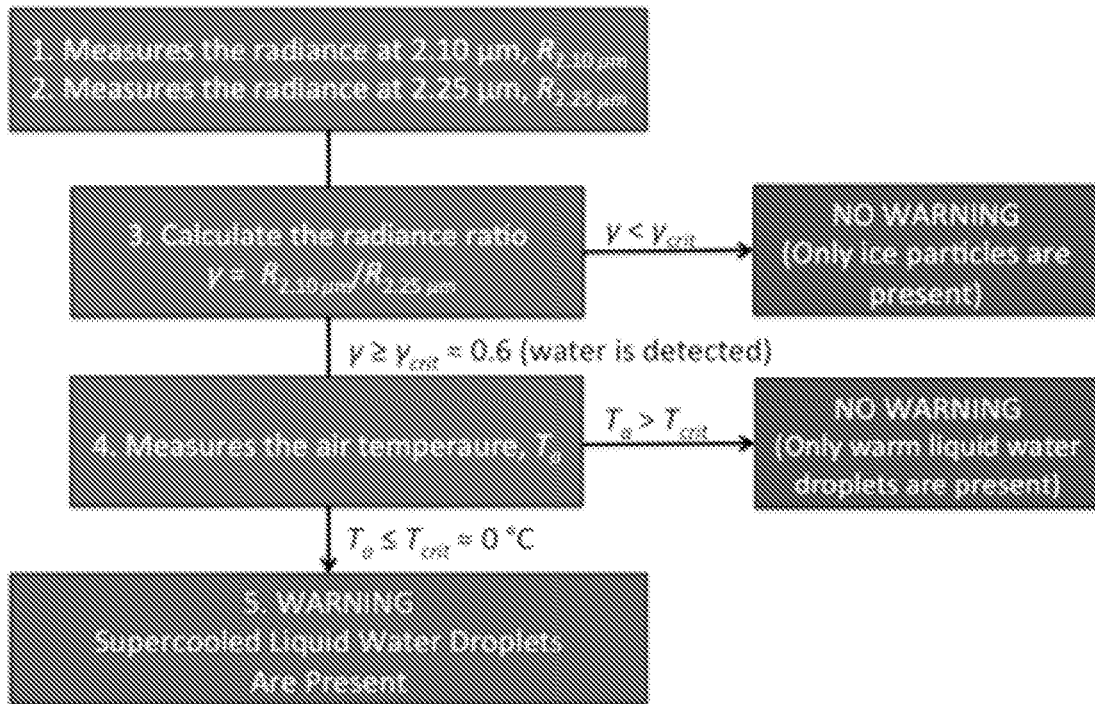 1. Measures the radiance at 2.10 μm, R2.10 μm
2. Measures the radiance at 2.25 μm, R2.25 μm
3. Calculate the radiance ratio
γ = R2.10 μm/R2.25 μm
γ < γcrit
NO WARNING
(Only ice particles are
present)
γ ≥ γcrit ≈ 0.6 (water is detected)
4. Measures the air temperaure, Ta
Ta > Tcrit
NO WARNING
(Only warm liquid water
droplets are present)
Ta ≤ Tcrit ≈ 0 °C
5. WARNING
Supercooled Liquid Water Droplets
Are Present